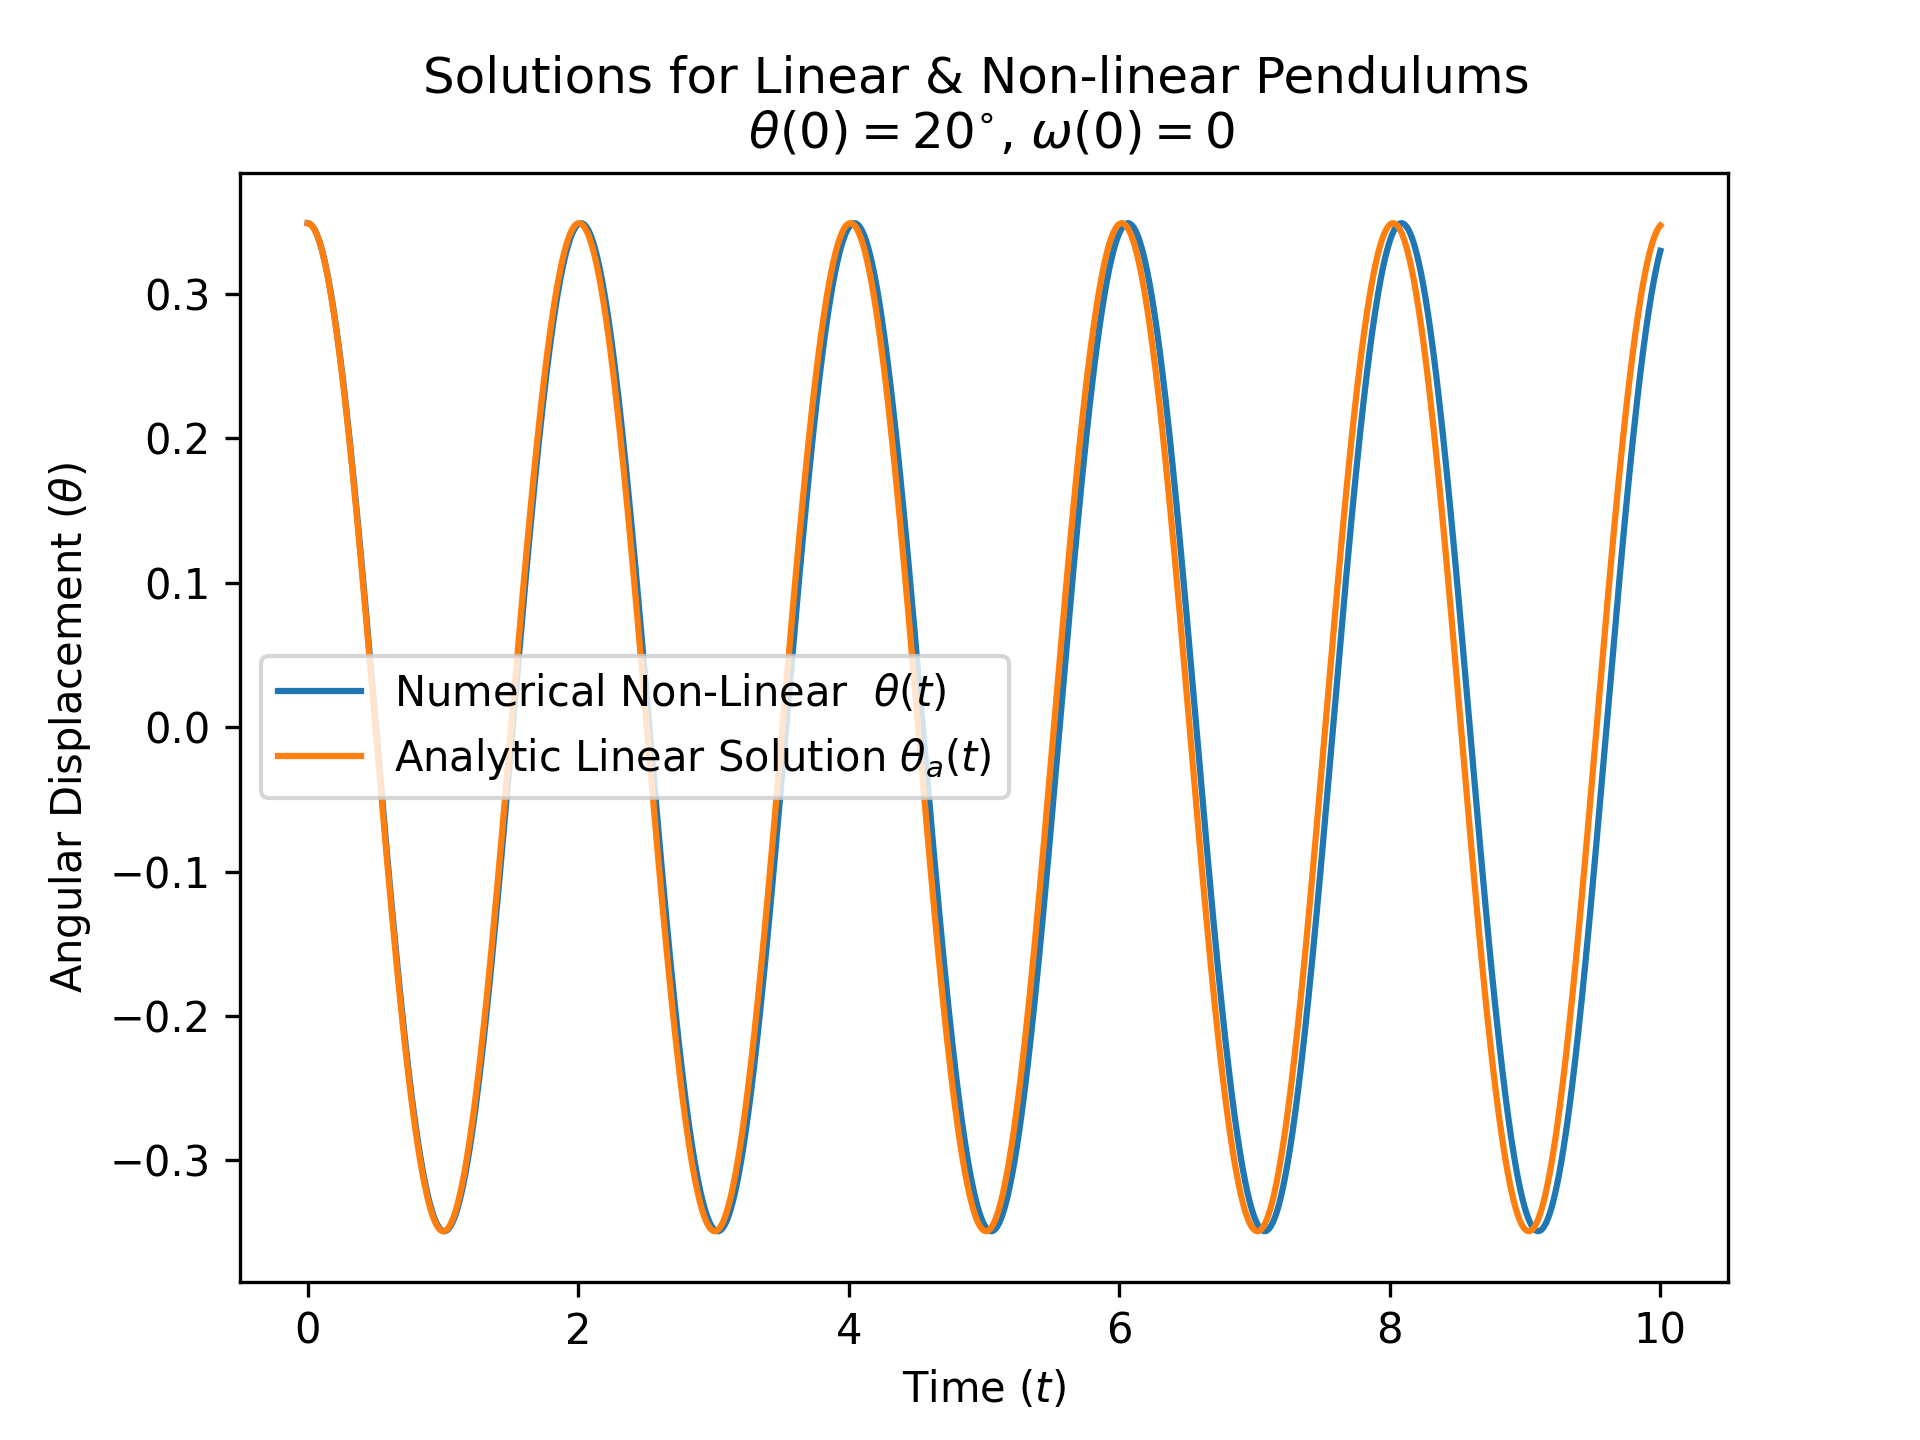 Solutions for Linear & Non-linear Pendulums
θ(0) = 20°, ω(0) = 0
Angular Displacement (θ)
0.3
0.2
0.1
0.0
−0.1
−0.2
−0.3
Numerical Non-Linear θ(t)
Analytic Linear Solution θₐ(t)
0 2 4 6 8 10
Time (t)